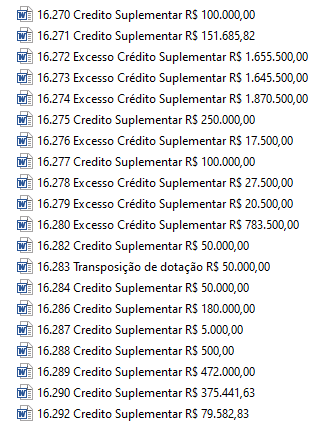 16.270 Credito Suplementar R$ 100.000,00
16.271 Credito Suplementar R$ 151.685,82
16.272 Excesso Crédito Suplementar R$ 1.655.500,00
16.273 Excesso Crédito Suplementar R$ 1.645.500,00
16.274 Excesso Crédito Suplementar R$ 1.870.500,00
16.275 Credito Suplementar R$ 250.000,00
16.276 Excesso Crédito Suplementar R$ 17.500,00
16.277 Credito Suplementar R$ 100.000,00
16.278 Excesso Crédito Suplementar R$ 27.500,00
16.279 Excesso Crédito Suplementar R$ 20.500,00
16.280 Excesso Crédito Suplementar R$ 783.500,00
16.282 Credito Suplementar R$ 50.000,00
16.283 Transposição de dotação R$ 50.000,00
16.284 Credito Suplementar R$ 50.000,00
16.286 Credito Suplementar R$ 180.000,00
16.287 Credito Suplementar R$ 5.000,00
16.288 Credito Suplementar R$ 500,00
16.289 Credito Suplementar R$ 472.000,00
16.290 Credito Suplementar R$ 375.441,63
16.292 Credito Suplementar R$ 79.582,83